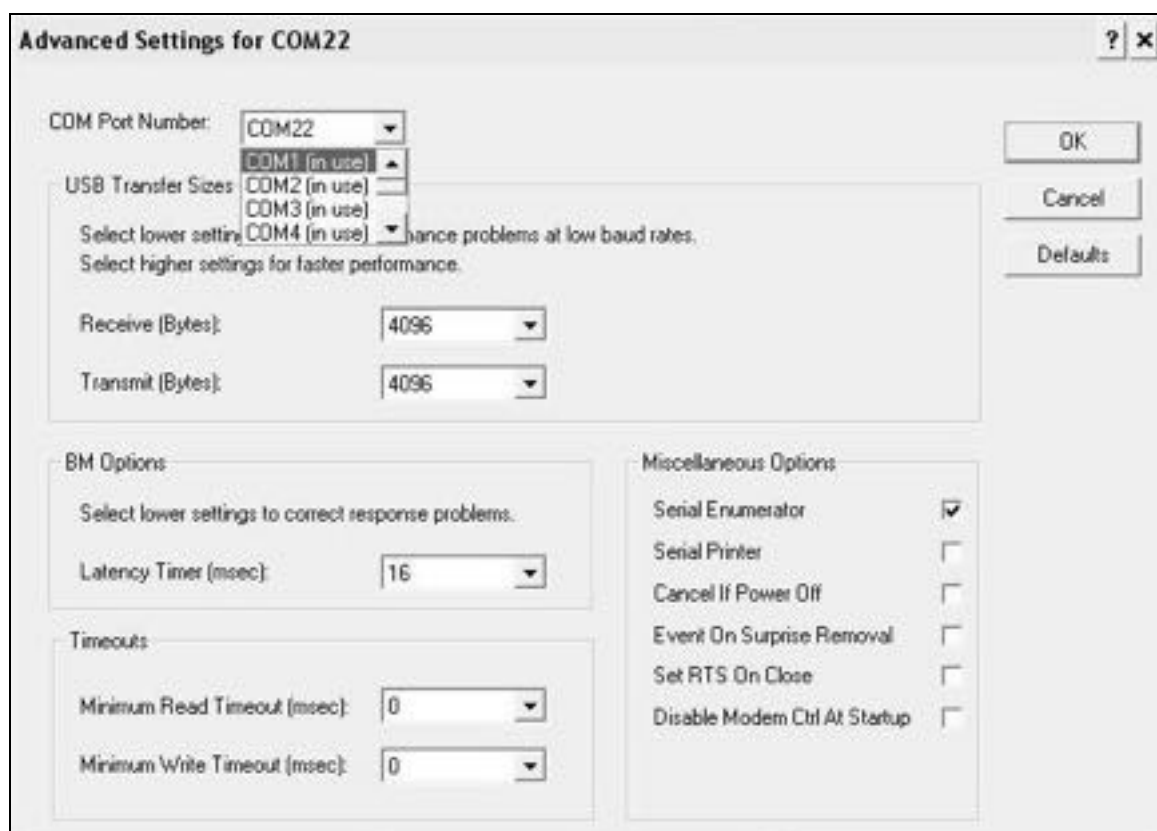 Advanced Settings for COM22
? ×
COM Port Number:
COM22
COM1 (in use)
COM2 (in use)
COM3 (in use)
COM4 (in use)
OK
Cancel
Defaults
USB Transfer Sizes
Select lower settin
mance problems at low baud rates.
Select higher settings for faster performance.
Receive (Bytes):
4096
Transmit (Bytes):
4096
BM Options
Select lower settings to correct response problems.
Latency Timer (msec):
16
Timeouts
Minimum Read Timeout (msec):
0
Minimum Write Timeout (msec):
0
Miscellaneous Options
Serial Enumerator
Serial Printer
Cancel If Power Off
Event On Surprise Removal
Set RTS On Close
Disable Modem Ctrl At Startup